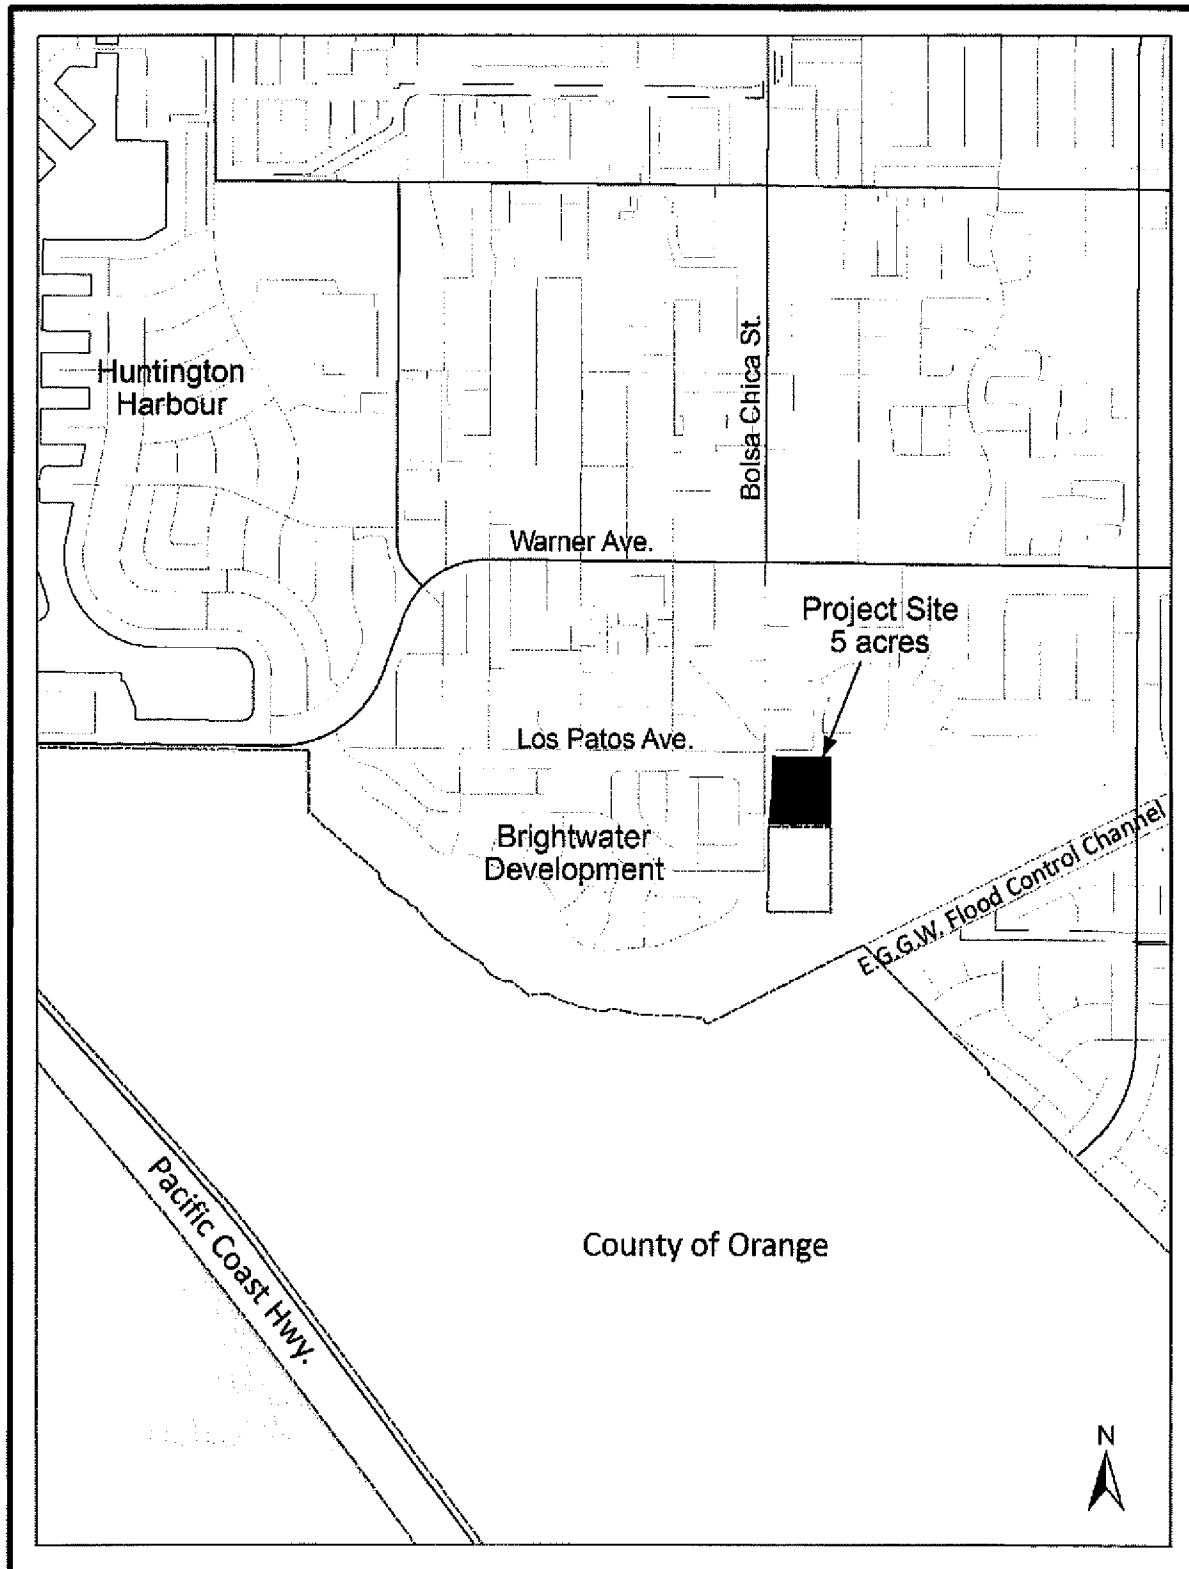 Huntington
Harbour
Bolsa Chica St.
Warner Ave.
Project Site
5 acres
Los Patos Ave.
Brightwater
Development
E.G.G.W. Flood Control Channel
Pacific Coast Hwy.
County of Orange
N